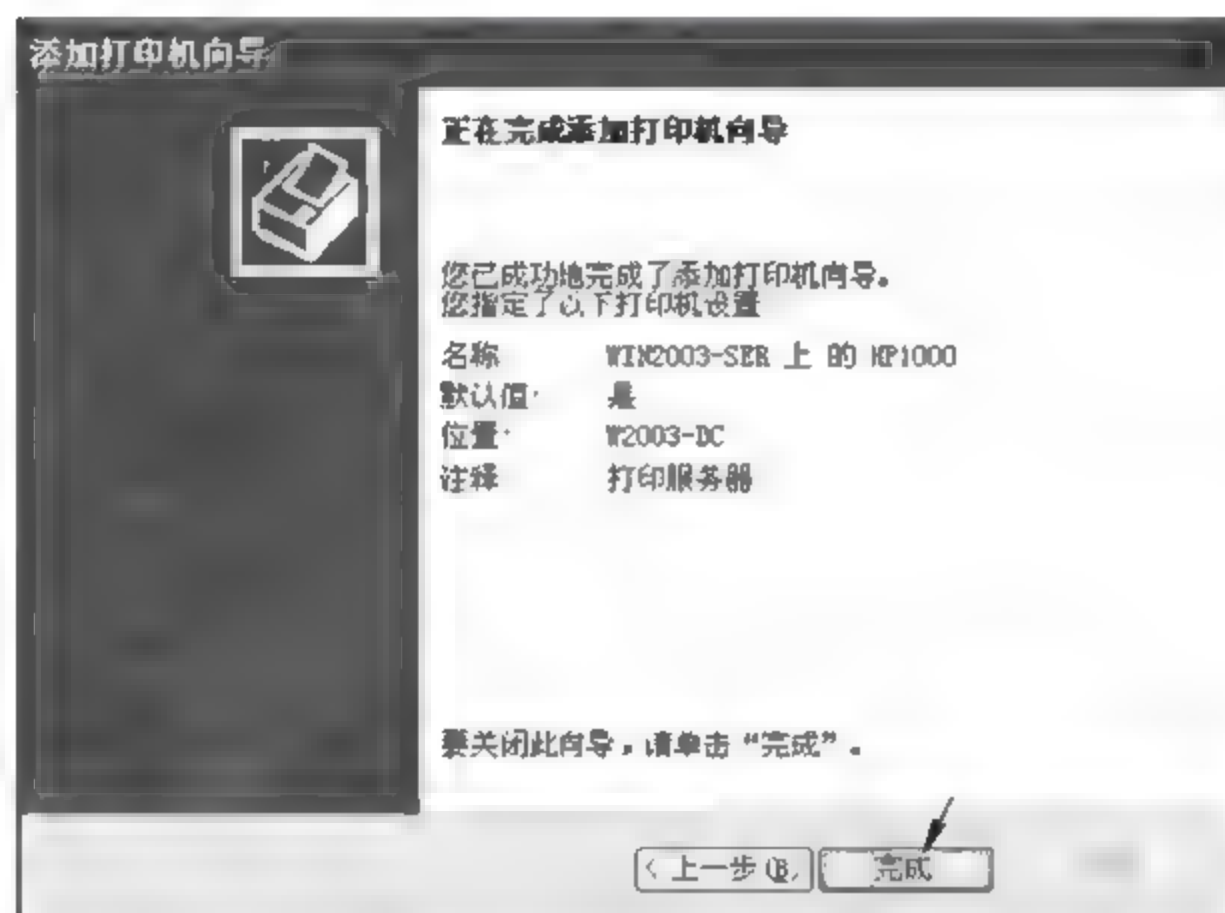 添加打印机向导
正在完成添加打印机向导
您已成功地完成了添加打印机向导。
您指定了以下打印机设置
名称 WIN2003-SER 上 的 HP1000
默认值: 是
位置: W2003-DC
注释 打印服务器
要关闭此向导，请单击“完成”。
< 上一步(B) 完成